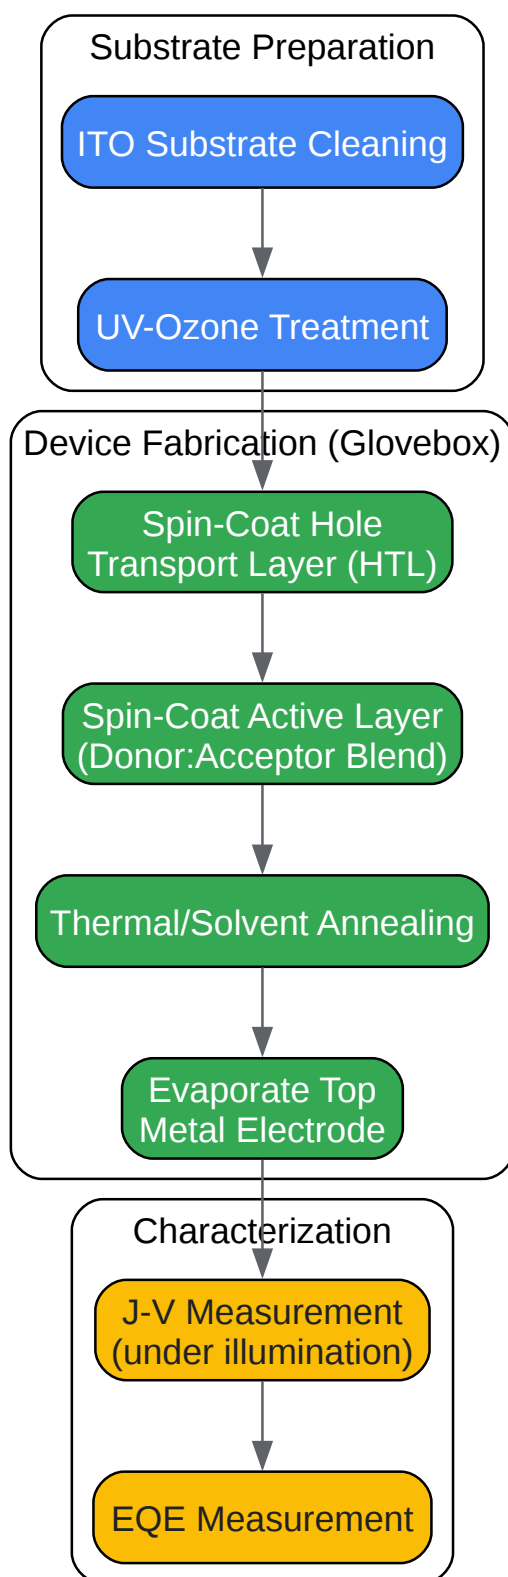 Substrate Preparation
ITO Substrate Cleaning
UV-Ozone Treatment
Device Fabrication (Glovebox)
Spin-Coat Hole
Transport Layer (HTL)
Spin-Coat Active Layer
(Donor:Acceptor Blend)
Thermal/Solvent Annealing
Evaporate Top
Metal Electrode
Characterization
J-V Measurement
(under illumination)
EQE Measurement